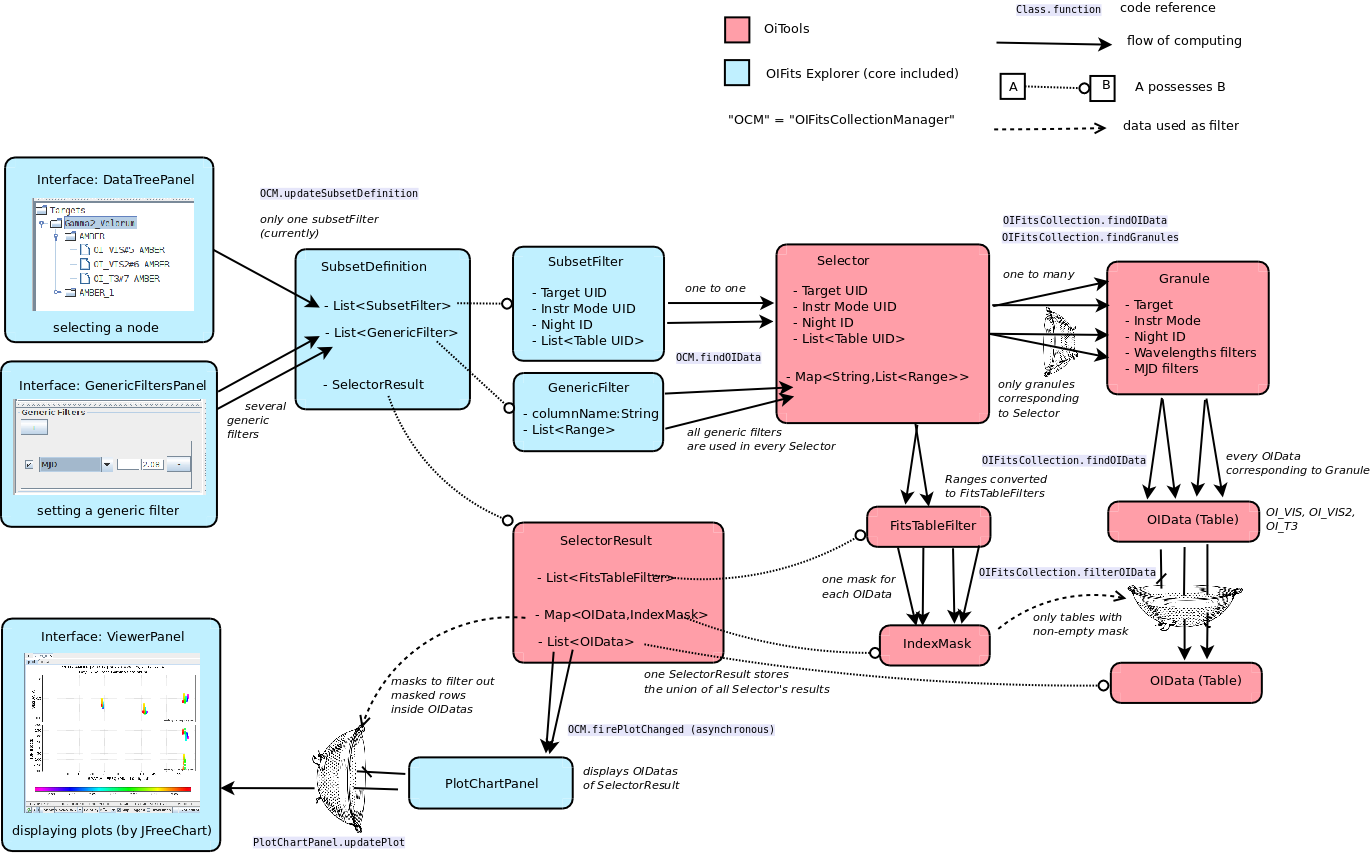 Class.function code reference
OiTools
flow of computing
OIFits Explorer (core included)
A B A possesses B
"OCM" = "OIFitsCollectionManager"
data used as filter
Interface: DataTreePanel
Targets
Gamma2_Velorum
AMBER
OI_VIS#5 AMBER
OI_VIS2#6 AMBER
OI_T3#7 AMBER
AMBER_1
selecting a node
OCM.updateSubsetDefinition
only one subsetFilter
(currently)
SubsetDefinition
- List<SubsetFilter>
- List<GenericFilter>
- SelectorResult
SubsetFilter
- Target UID
- Instr Mode UID
- Night ID
- List<Table UID>
one to one
OCM.findOIData
GenericFilter
- columnName:String
- List<Range>
all generic filters
are used in every Selector
Selector
- Target UID
- Instr Mode UID
- Night ID
- List<Table UID>
- Map<String,List<Range>>
OIFitsCollection.findOIData
OIFitsCollection.findGranules
one to many
only granules
corresponding
to Selector
Granule
- Target
- Instr Mode
- Night ID
- Wavelengths filters
- MJD filters
Interface: GenericFiltersPanel
Generic Filters
MJD
2.08
-
setting a generic filter
several
generic
filters
OIFitsCollection.findOIData
every OIData
corresponding to Granule
Ranges converted
to FitsTableFilters
FitsTableFilter
OIData (Table)
OI_VIS, OI_VIS2,
OI_T3
one mask for
each OIData
OIFitsCollection.filterOIData
only tables with
non-empty mask
IndexMask
OIData (Table)
SelectorResult
- List<FitsTableFilter>
- Map<OIData,IndexMask>
- List<OIData>
one SelectorResult stores
the union of all Selector's results
masks to filter out
masked rows
inside OIDatas
OCM.firePlotChanged (asynchronous)
PlotChartPanel
displays OIDatas
of SelectorResult
PlotChartPanel.updatePlot
Interface: ViewerPanel
displaying plots (by JFreeChart)